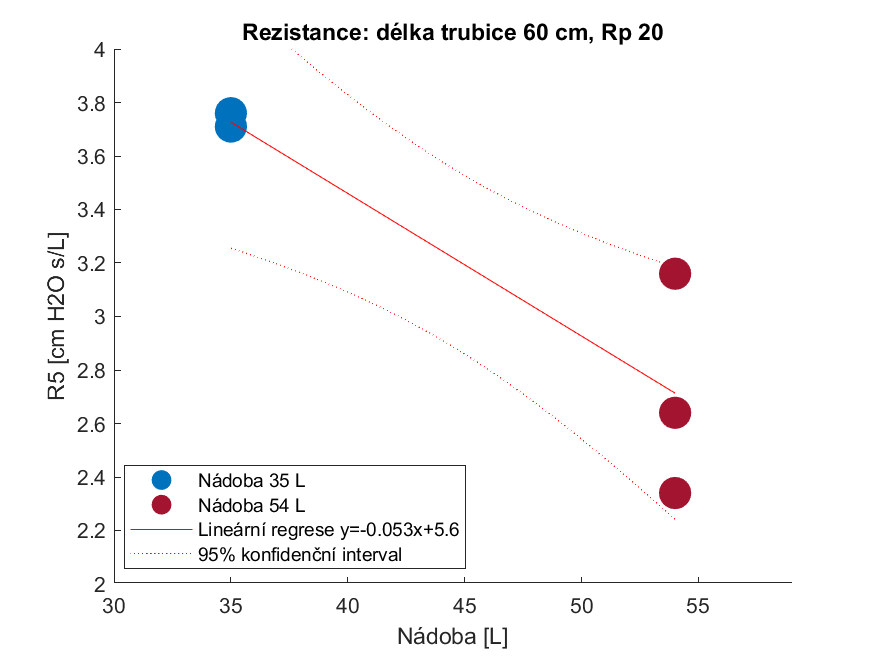 Rezistance: délka trubice 60 cm, Rp 20
4
3.8
3.6
3.4
3.2
3
2.8
2.6
2.4
2.2
2
R5 [cm H2O s/L]
Nádoba 35 L
Nádoba 54 L
Lineární regrese y=-0.053x+5.6
95% konfidenční interval
30 35 40 45 50 55
Nádoba [L]